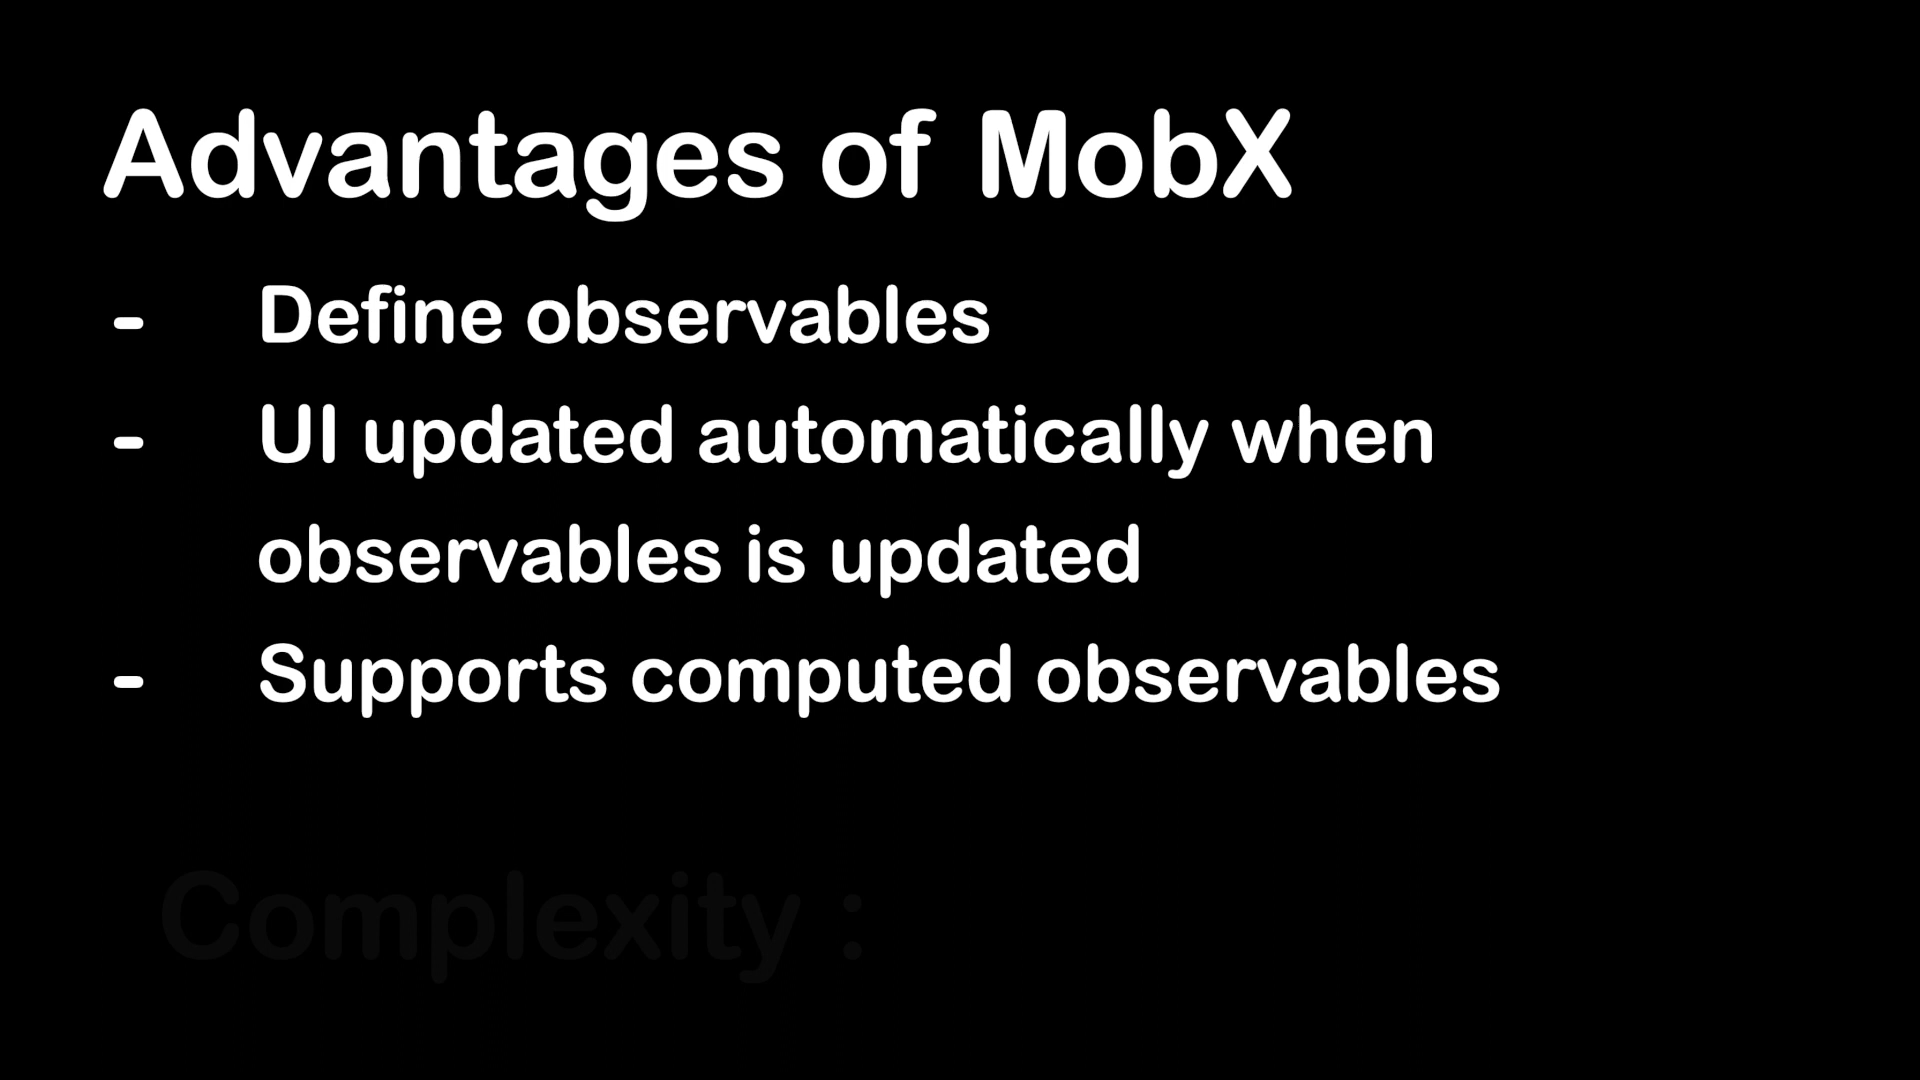 Advantages of MobX
- Define observables
- UI updated automatically when
observables is updated
- Supports computed observables
Complexity :